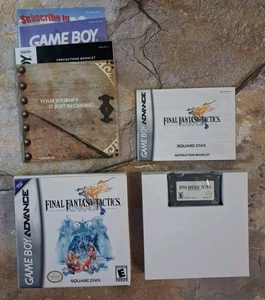 Subscribe to
GAME BOY
PRECAUTIONS BOOKLET
YOUR JOURNEY
IS JUST BEGINNING...
GAME BOY ADVANCE
FINAL FANTASY TACTICS
ADVANCE
SQUARE ENIX
INSTRUCTION BOOKLET
GAME BOY ADVANCE
FINAL FANTASY TACTICS
ADVANCE
SQUARE ENIX
E